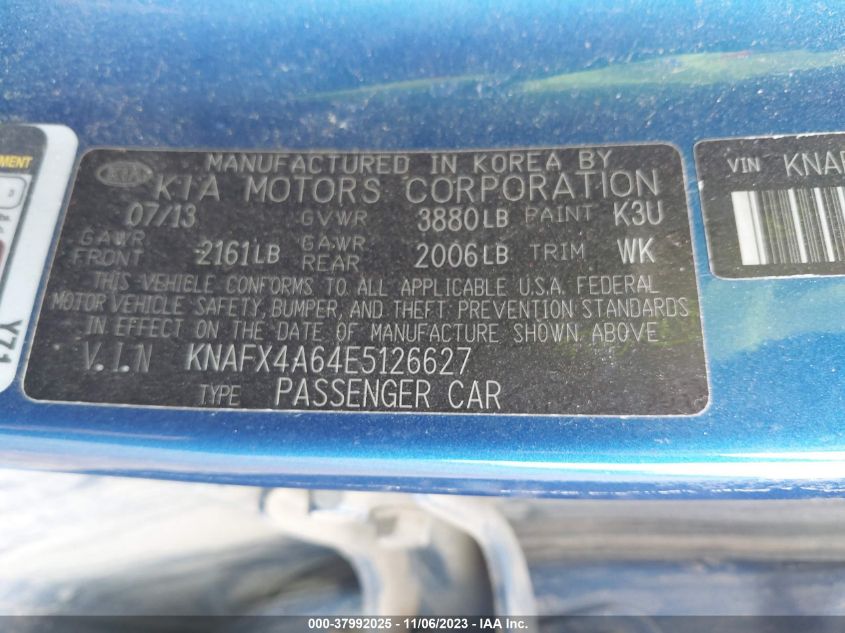 MANUFACTURED IN KOREA BY
KIA MOTORS CORPORATION
07/13 GVWR 3880LB PAINT K3U
GAWR FRONT 2161LB GAWR REAR 2006LB TRIM WK
THIS VEHICLE CONFORMS TO ALL APPLICABLE U.S.A. FEDERAL
MOTOR VEHICLE SAFETY, BUMPER, AND THEFT PREVENTION STANDARDS
IN EFFECT ON THE DATE OF MANUFACTURE SHOWN ABOVE
V.I.N KNAFX4A64E5126627
TYPE PASSENGER CAR
VIN KNAF
Y71
000-37992025 - 11/06/2023 - IAA Inc.